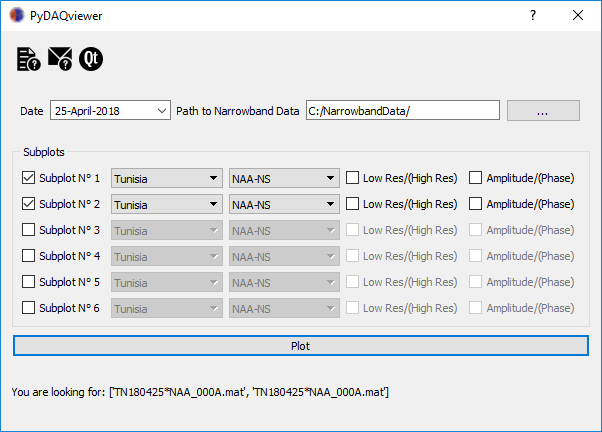 PyDAQviewer ?
? ? Qt
Date 25-April-2018 Path to Narrowband Data C:/NarrowbandData/ ...
Subplots
Subplot N° 1 Tunisia NAA-NS Low Res/(High Res) Amplitude/(Phase)
Subplot N° 2 Tunisia NAA-NS Low Res/(High Res) Amplitude/(Phase)
Subplot N° 3 Tunisia NAA-NS Low Res/(High Res) Amplitude/(Phase)
Subplot N° 4 Tunisia NAA-NS Low Res/(High Res) Amplitude/(Phase)
Subplot N° 5 Tunisia NAA-NS Low Res/(High Res) Amplitude/(Phase)
Subplot N° 6 Tunisia NAA-NS Low Res/(High Res) Amplitude/(Phase)
Plot
You are looking for: ['TN180425*NAA_000A.mat', 'TN180425*NAA_000A.mat']